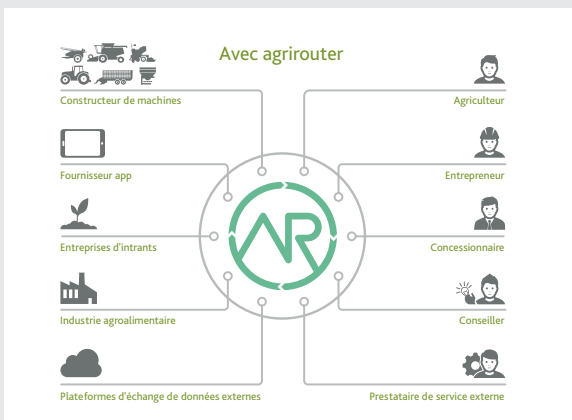 Avec agrirouter
Constructeur de machines
Agriculteur
Fournisseur app
Entrepreneur
Entreprises d'intrants
Concessionnaire
AR
Industrie agroalimentaire
Conseiller
Plateformes d'échange de données externes
Prestataire de service externe